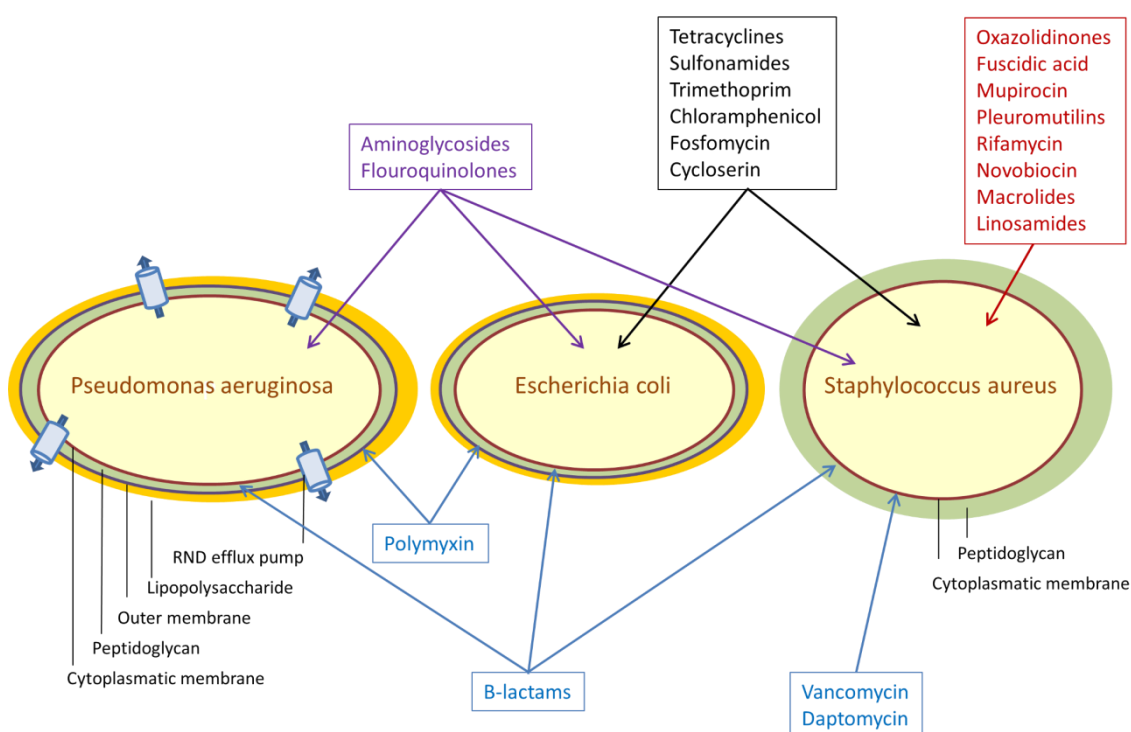 Tetracyclines
Sulfonamides
Trimethoprim
Chloramphenicol
Fosfomycin
Cycloserin
Oxazolidinones
Fuscidic acid
Mupirocin
Pleuromutilins
Rifamycin
Novobiocin
Macrolides
Linosamides
Aminoglycosides
Flouroquinolones
Pseudomonas aeruginosa
Escherichia coli
Staphylococcus aureus
Polymyxin
RND efflux pump
Lipopolysaccharide
Outer membrane
Peptidoglycan
Cytoplasmatic membrane
Peptidoglycan
Cytoplasmatic membrane
B-lactams
Vancomycin
Daptomycin